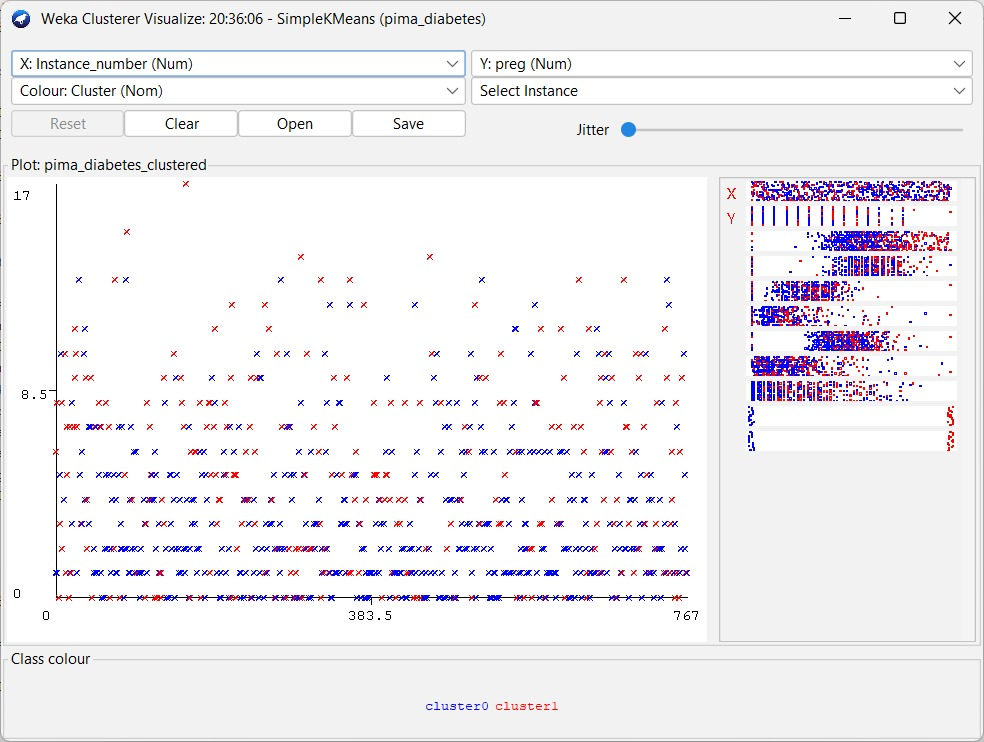 Weka Clusterer Visualize: 20:36:06 - SimpleKMeans (pima_diabetes)
X: Instance_number (Num)
Y: preg (Num)
Colour: Cluster (Nom)
Select Instance
Reset
Clear
Open
Save
Jitter
Plot: pima_diabetes_clustered
17
8.5
0
0
383.5
767
X
Y
Class colour
cluster0 cluster1